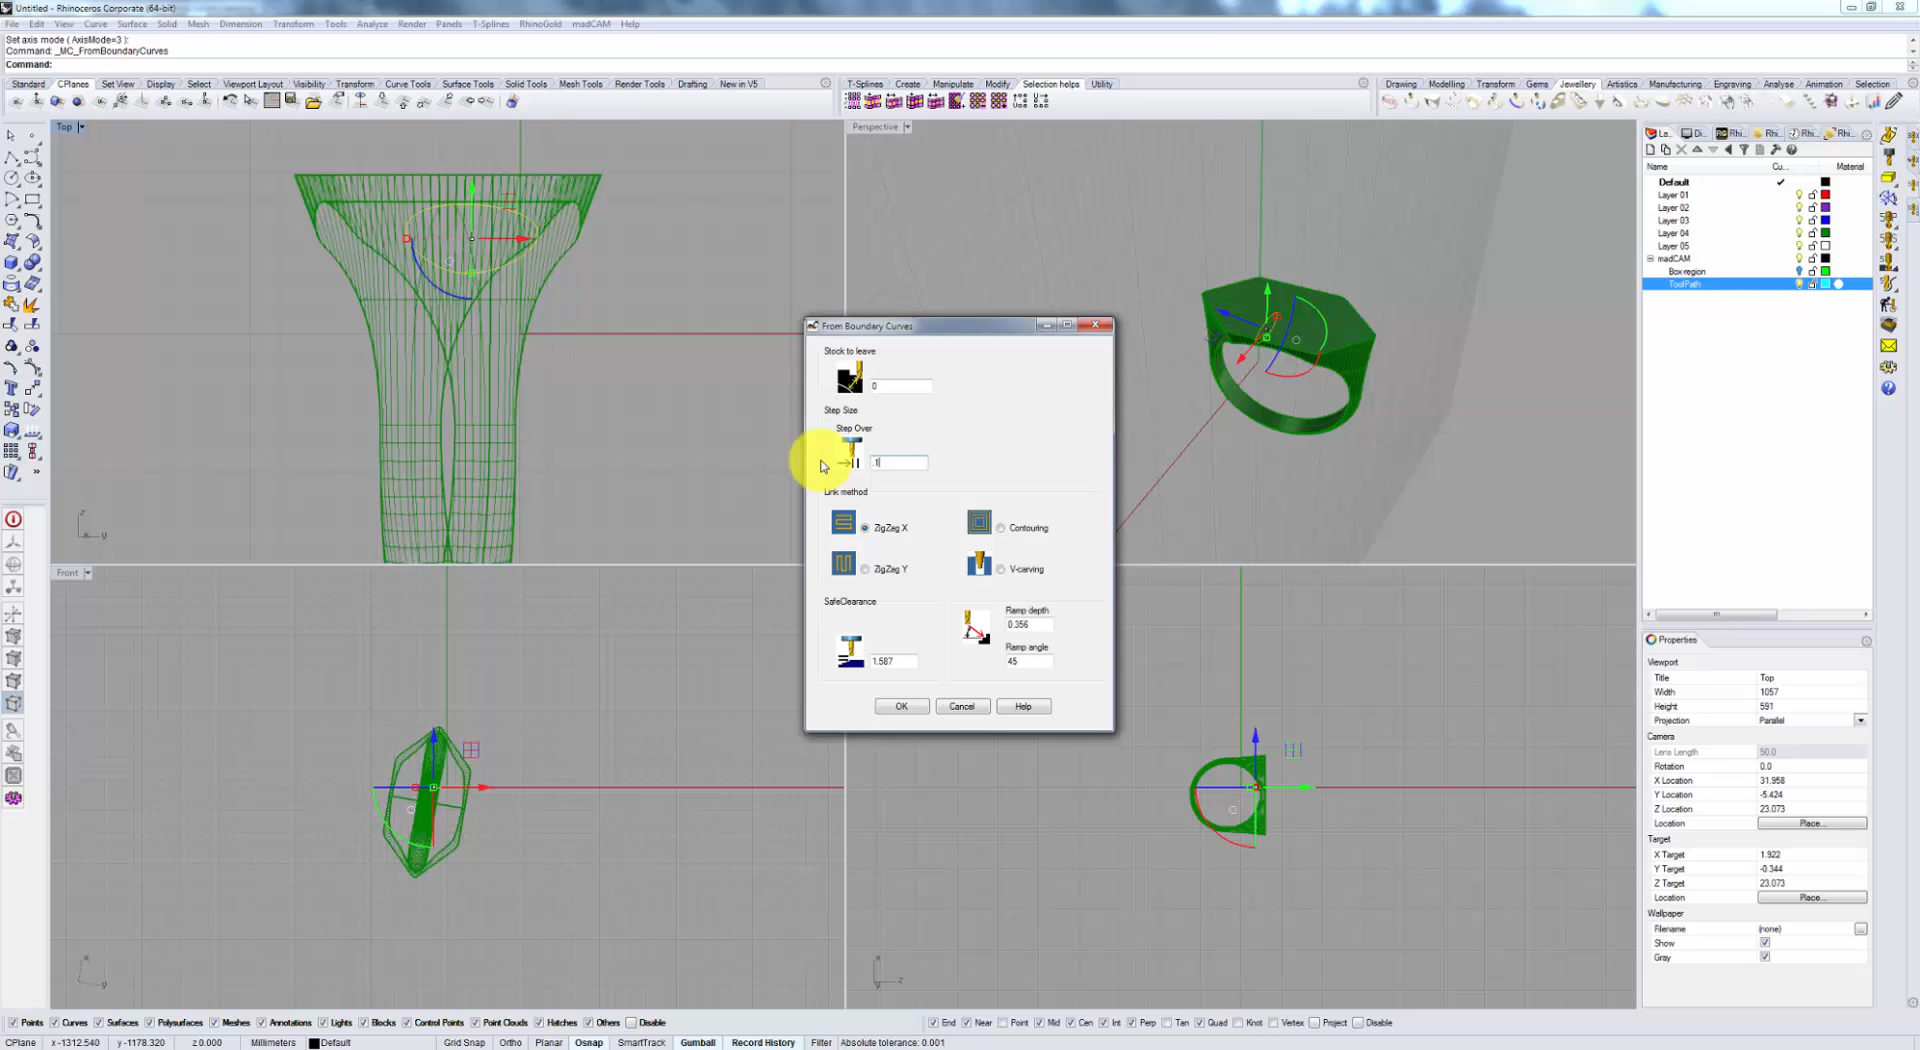 Untitled - Rhinoceros Corporate (64-bit)
File Edit View Curve Surface Solid Mesh Dimension Transform Tools Analyze Render Panels T-Splines RhinoGold madCAM Help
Set axis mode ( AxisMode=3 ):
Command: _MC_FromBoundaryCurves
Command:
Standard CPlanes Set View Display Select Viewport Layout Visibility Transform Curve Tools Surface Tools Solid Tools Mesh Tools Render Tools Drafting New in V5
T-Splines Create Manipulate Modify Selection helps Utility
Drawing Modelling Transform Gems Jewellery Artistics Manufacturing Engraving Analyse Animation Selection
Top
Perspective
La... Di... Rhi... Rhi... Rhi... Rhi...
Name Cu... Material
Default
Layer 01
Layer 02
Layer 03
Layer 04
Layer 05
madCAM
Box-region
ToolPath
From Boundary Curves
Stock to leave
0
Step Size
Step Over
.1
Link method
ZigZag X
Contouring
ZigZag Y
V-carving
SafeClearance
1.587
Ramp depth
0.356
Ramp angle
45
OK Cancel Help
Front
z
y
x
y
x
z
Properties
Viewport
Title Top
Width 1057
Height 591
Projection Parallel
Camera
Lens Length 50.0
Rotation 0.0
X Location 31.958
Y Location -5.424
Z Location 23.073
Location Place...
Target
X Target 1.922
Y Target -0.344
Z Target 23.073
Location Place...
Wallpaper
Filename (none)
Show
Gray
Points Curves Surfaces Polysurfaces Meshes Annotations Lights Blocks Control Points Point Clouds Hatches Others Disable
End Near Point Mid Cen Int Perp Tan Quad Knot Vertex Project Disable
CPlane x -1312.540 y -1178.320 z 0.000 Millimeters Default Grid Snap Ortho Planar Osnap SmartTrack Gumball Record History Filter Absolute tolerance: 0.001